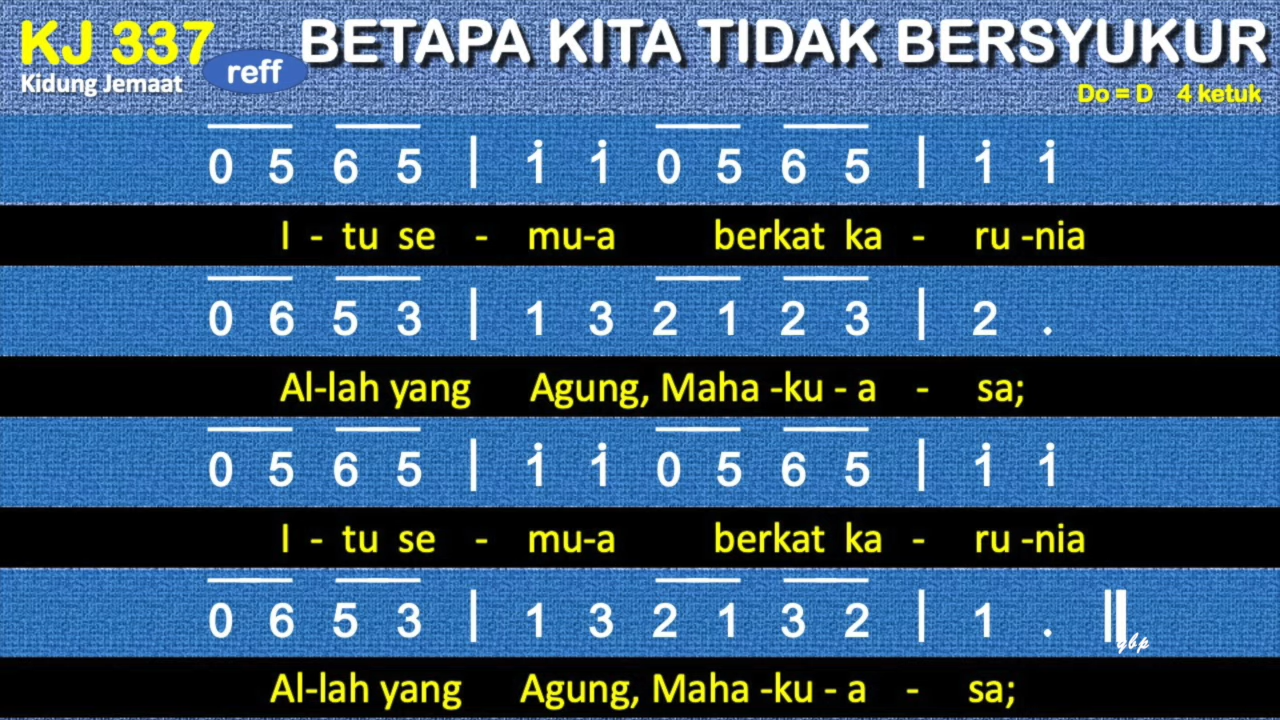 KJ 337 reff BETAPA KITA TIDAK BERSYUKUR
Kidung Jemaat
Do = D 4 ketuk
0 5 6 5 | 1̇ 1̇ 0 5 6 5 | 1̇ 1̇
I - tu se - mu-a berkat ka - ru -nia
0 6 5 3 | 1 3 2 1 2 3 | 2 .
Al-lah yang Agung, Maha -ku - a - sa;
0 5 6 5 | 1̇ 1̇ 0 5 6 5 | 1̇ 1̇
I - tu se - mu-a berkat ka - ru -nia
0 6 5 3 | 1 3 2 1 3 2 | 1 . ||
ybp
Al-lah yang Agung, Maha -ku - a - sa;